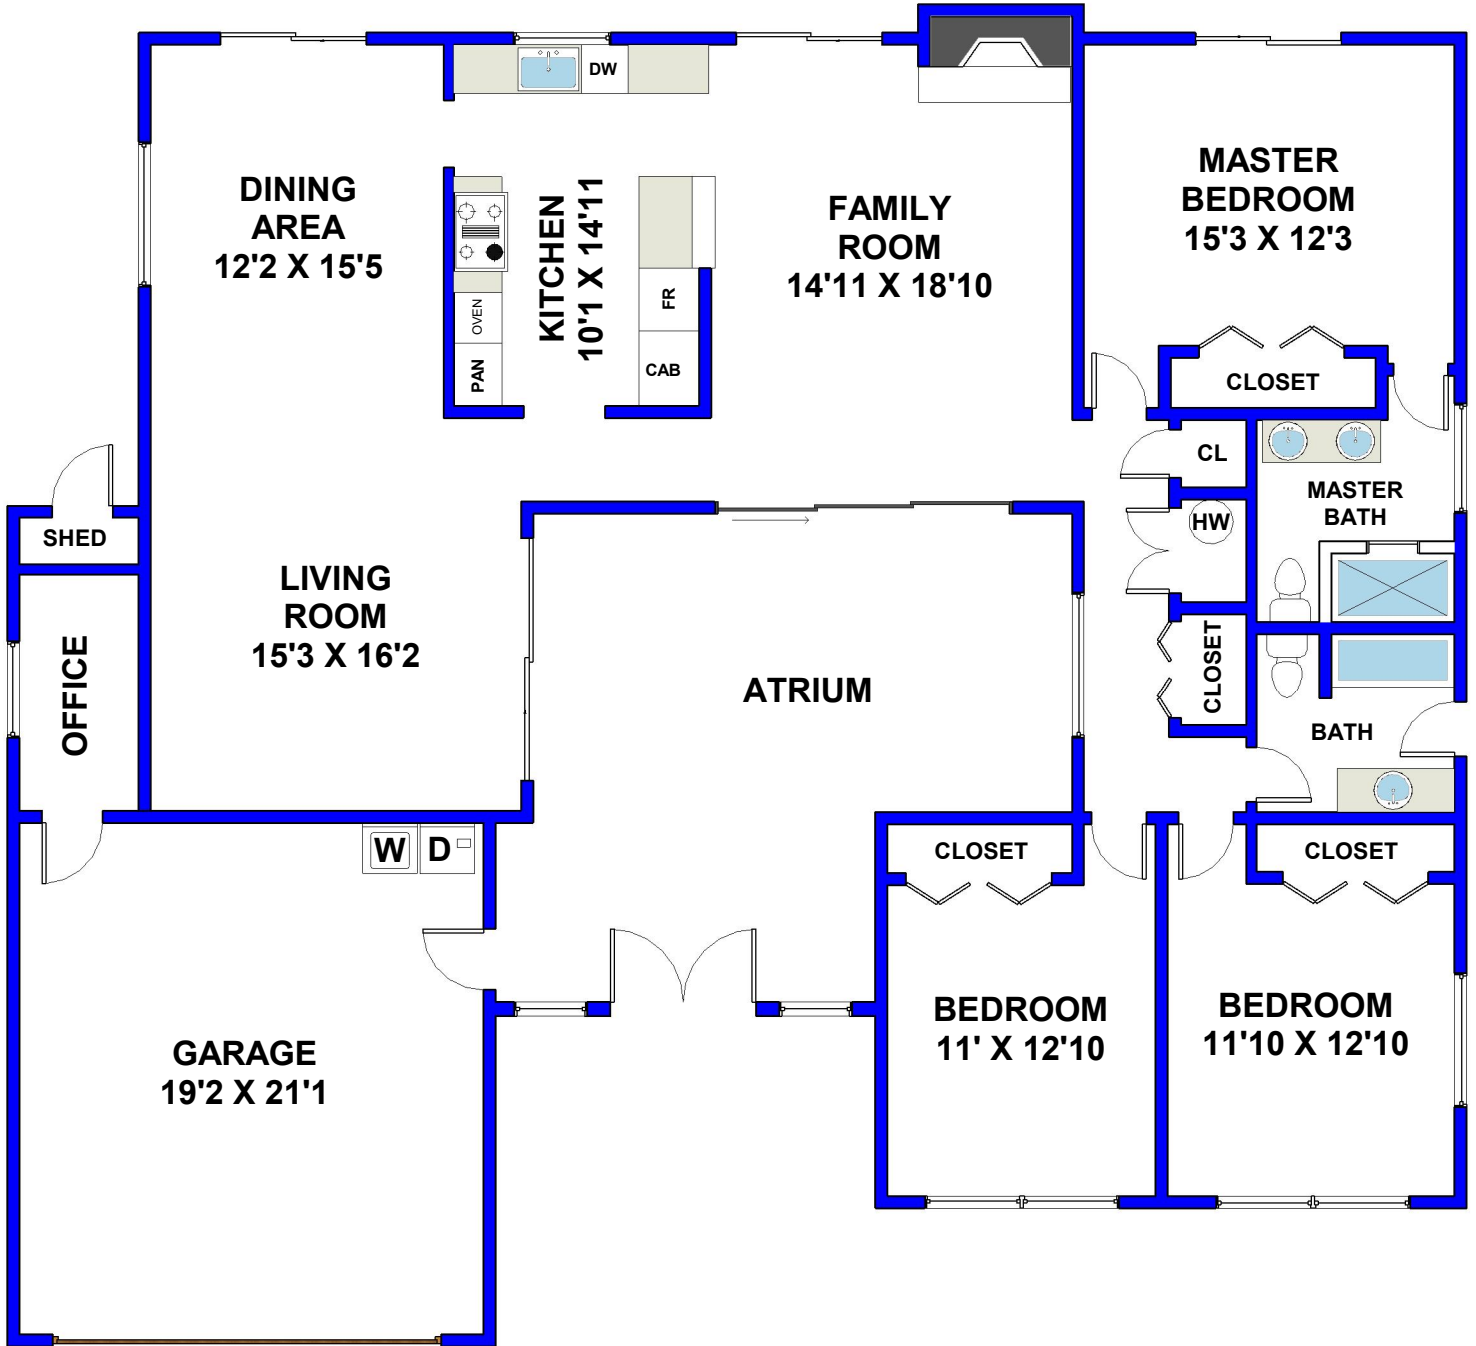 DW
DINING
AREA
12'2 X 15'5
KITCHEN
10'1 X 14'11
OVEN
PAN
FR
CAB
FAMILY
ROOM
14'11 X 18'10
MASTER
BEDROOM
15'3 X 12'3
CLOSET
CL
MASTER
BATH
HW
SHED
OFFICE
LIVING
ROOM
15'3 X 16'2
ATRIUM
CLOSET
BATH
W
D
CLOSET
CLOSET
GARAGE
19'2 X 21'1
BEDROOM
11' X 12'10
BEDROOM
11'10 X 12'10